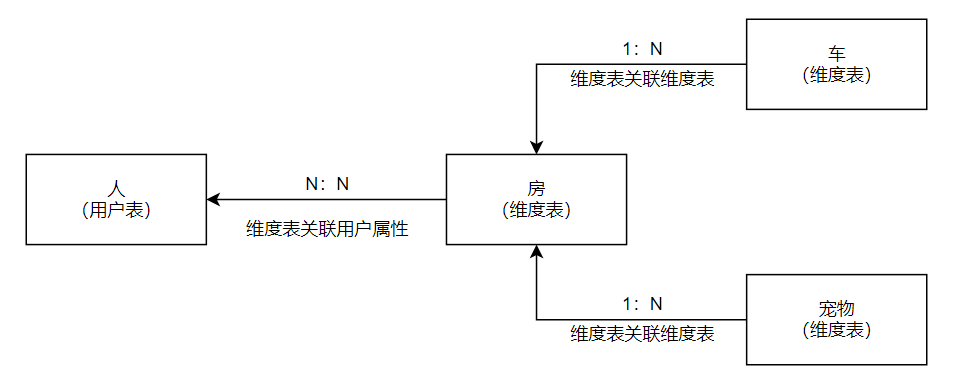 1：N
维度表关联维度表
车
（维度表）
人
（用户表）
N：N
维度表关联用户属性
房
（维度表）
1：N
维度表关联维度表
宠物
（维度表）